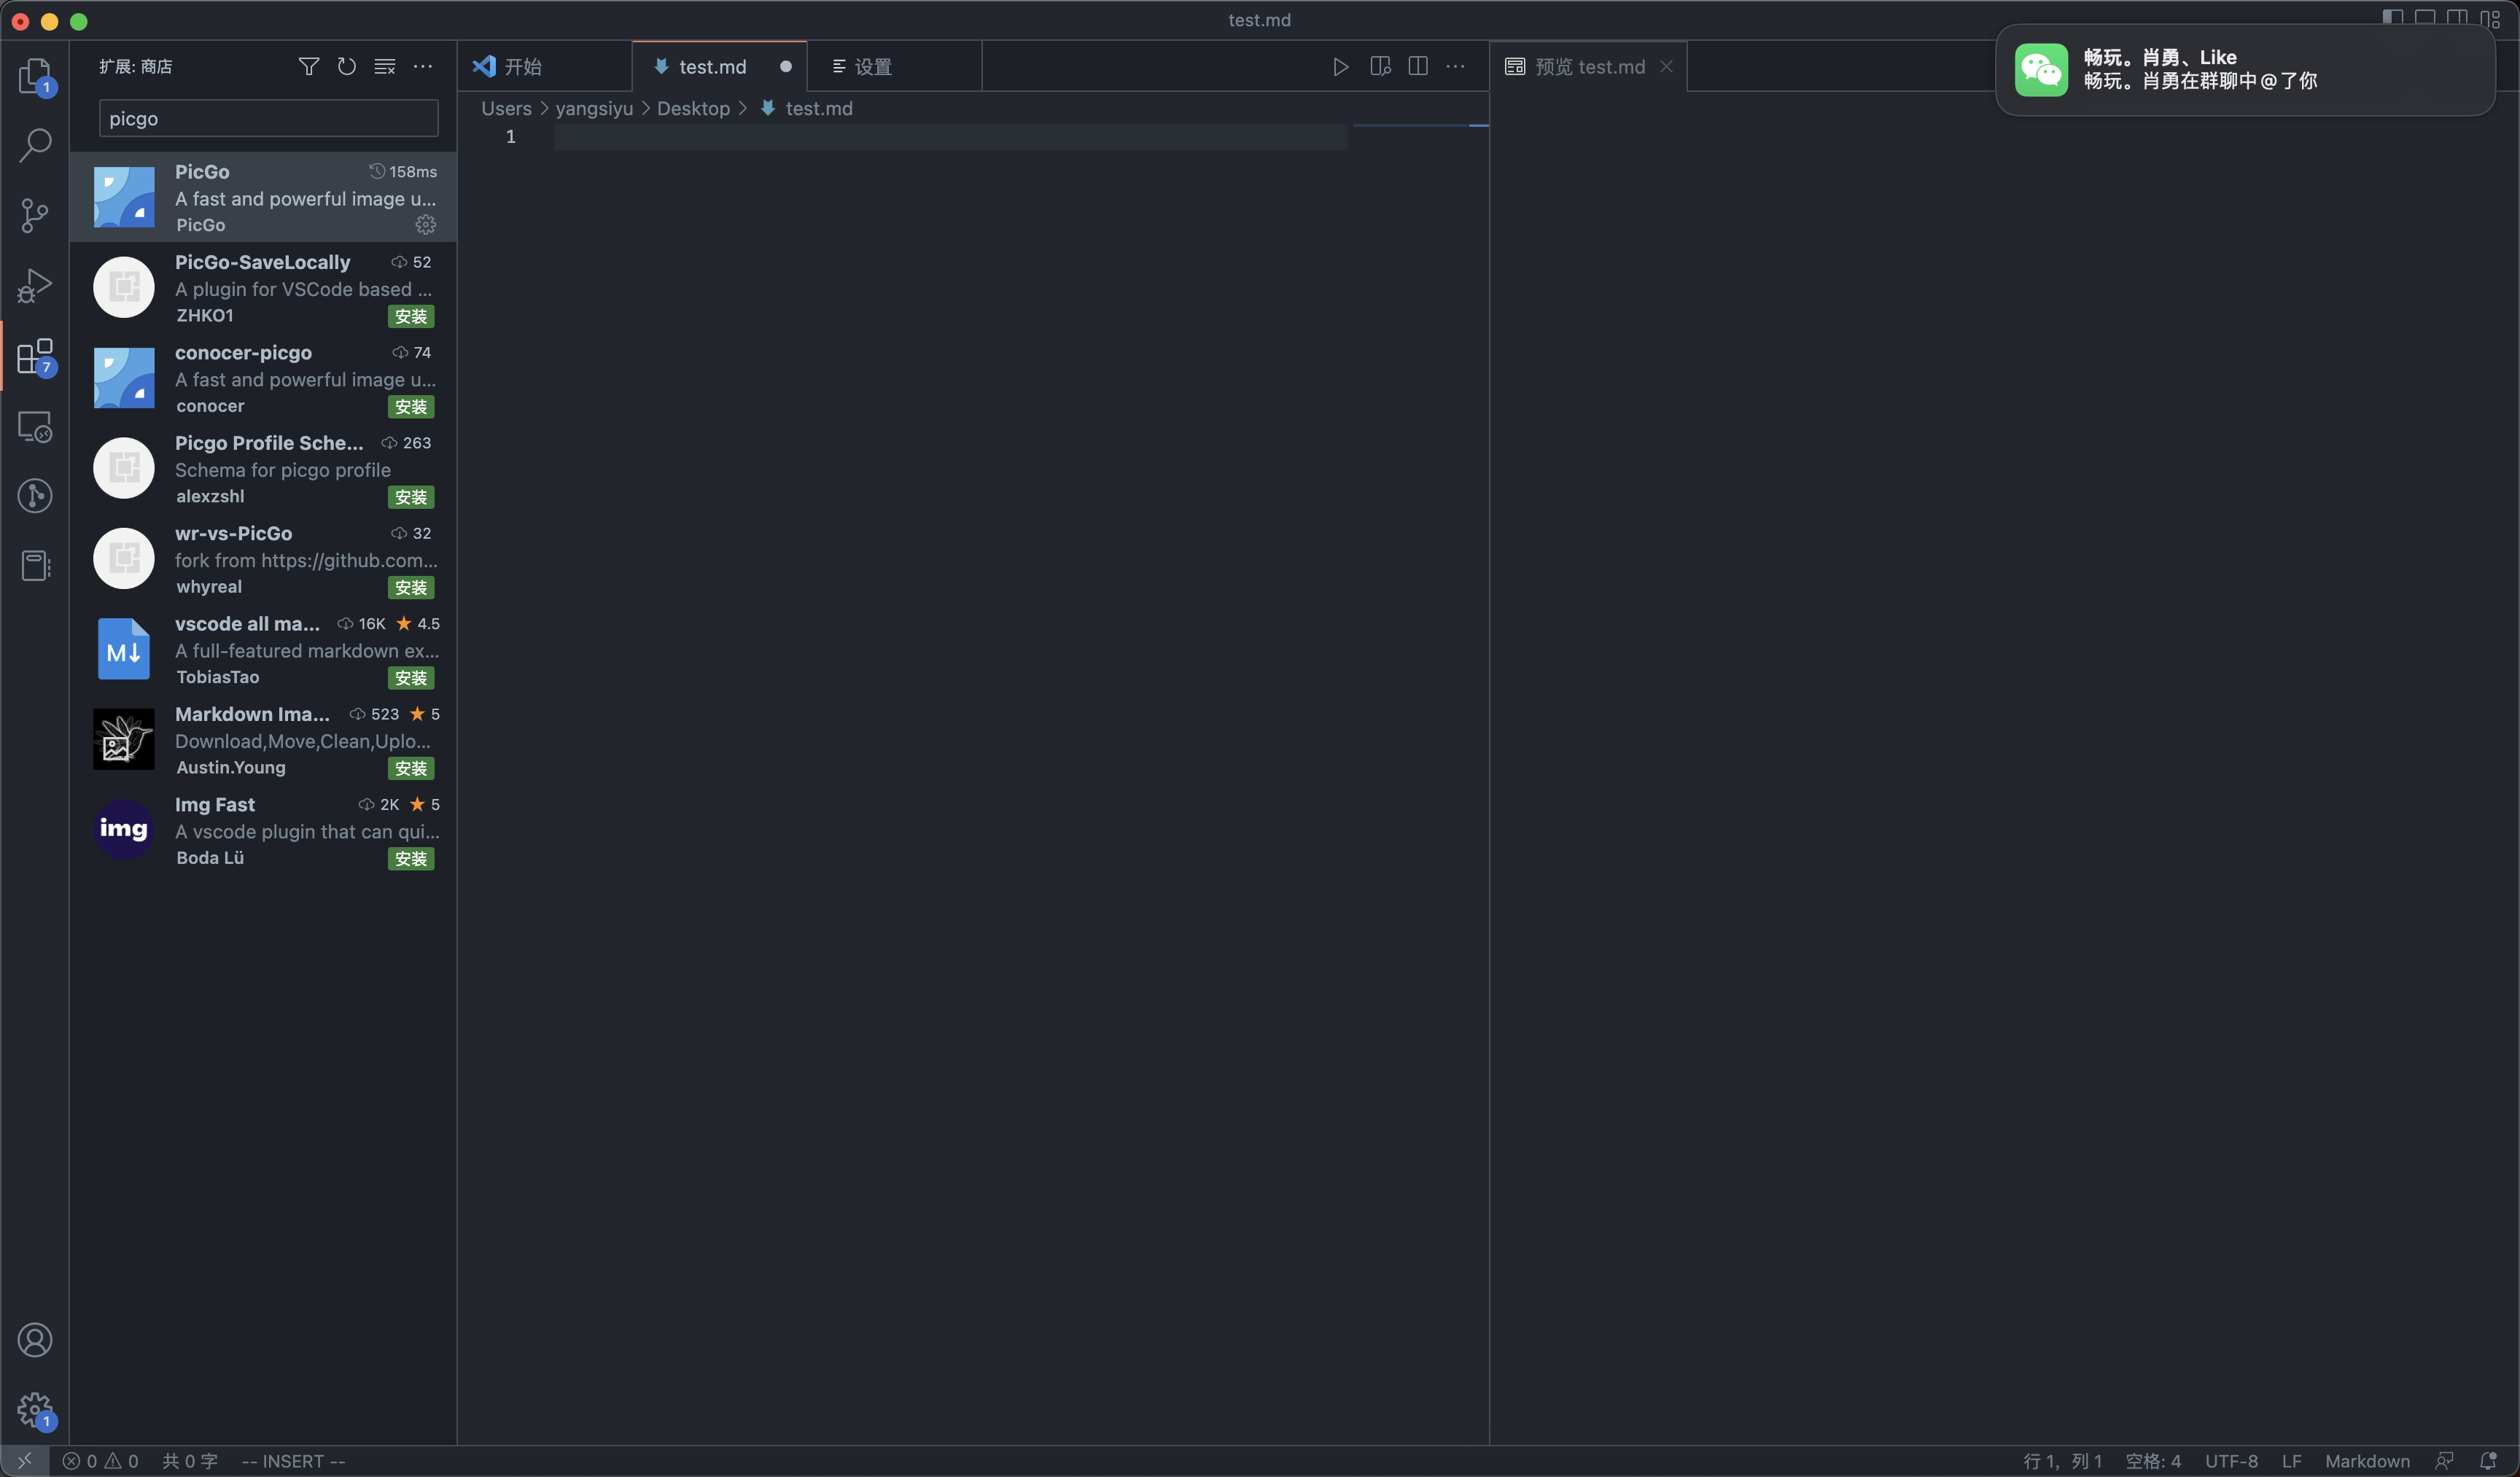 test.md
畅玩。肖勇、Like
畅玩。肖勇在群聊中@了你
扩展: 商店
开始
test.md
设置
预览 test.md
picgo
Users > yangsiyu > Desktop > test.md
1
1
PicGo 158ms
A fast and powerful image u...
PicGo
PicGo-SaveLocally 52
A plugin for VSCode based ...
ZHKO1 安装
7
conocer-picgo 74
A fast and powerful image u...
conocer 安装
Picgo Profile Sche... 263
Schema for picgo profile
alexzshl 安装
wr-vs-PicGo 32
fork from https://github.com...
whyreal 安装
vscode all ma... 16K 4.5
A full-featured markdown ex...
TobiasTao 安装
M
Markdown Ima... 523 5
Download,Move,Clean,Uplo...
Austin.Young 安装
Img Fast 2K 5
A vscode plugin that can qui...
Boda Lü 安装
img
1
0 0 共 0 字 -- INSERT --
行 1，列 1 空格: 4 UTF-8 LF Markdown